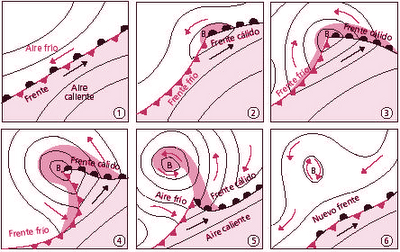 Aire frío
Frente
Aire
caliente
1
B
Frente cálido
Frente frío
2
B
Frente cálido
Frente frío
3
B
Frente cálido
Frente frío
4
B
Aire frío
Frente cálido
Aire caliente
5
B
Nuevo frente
6